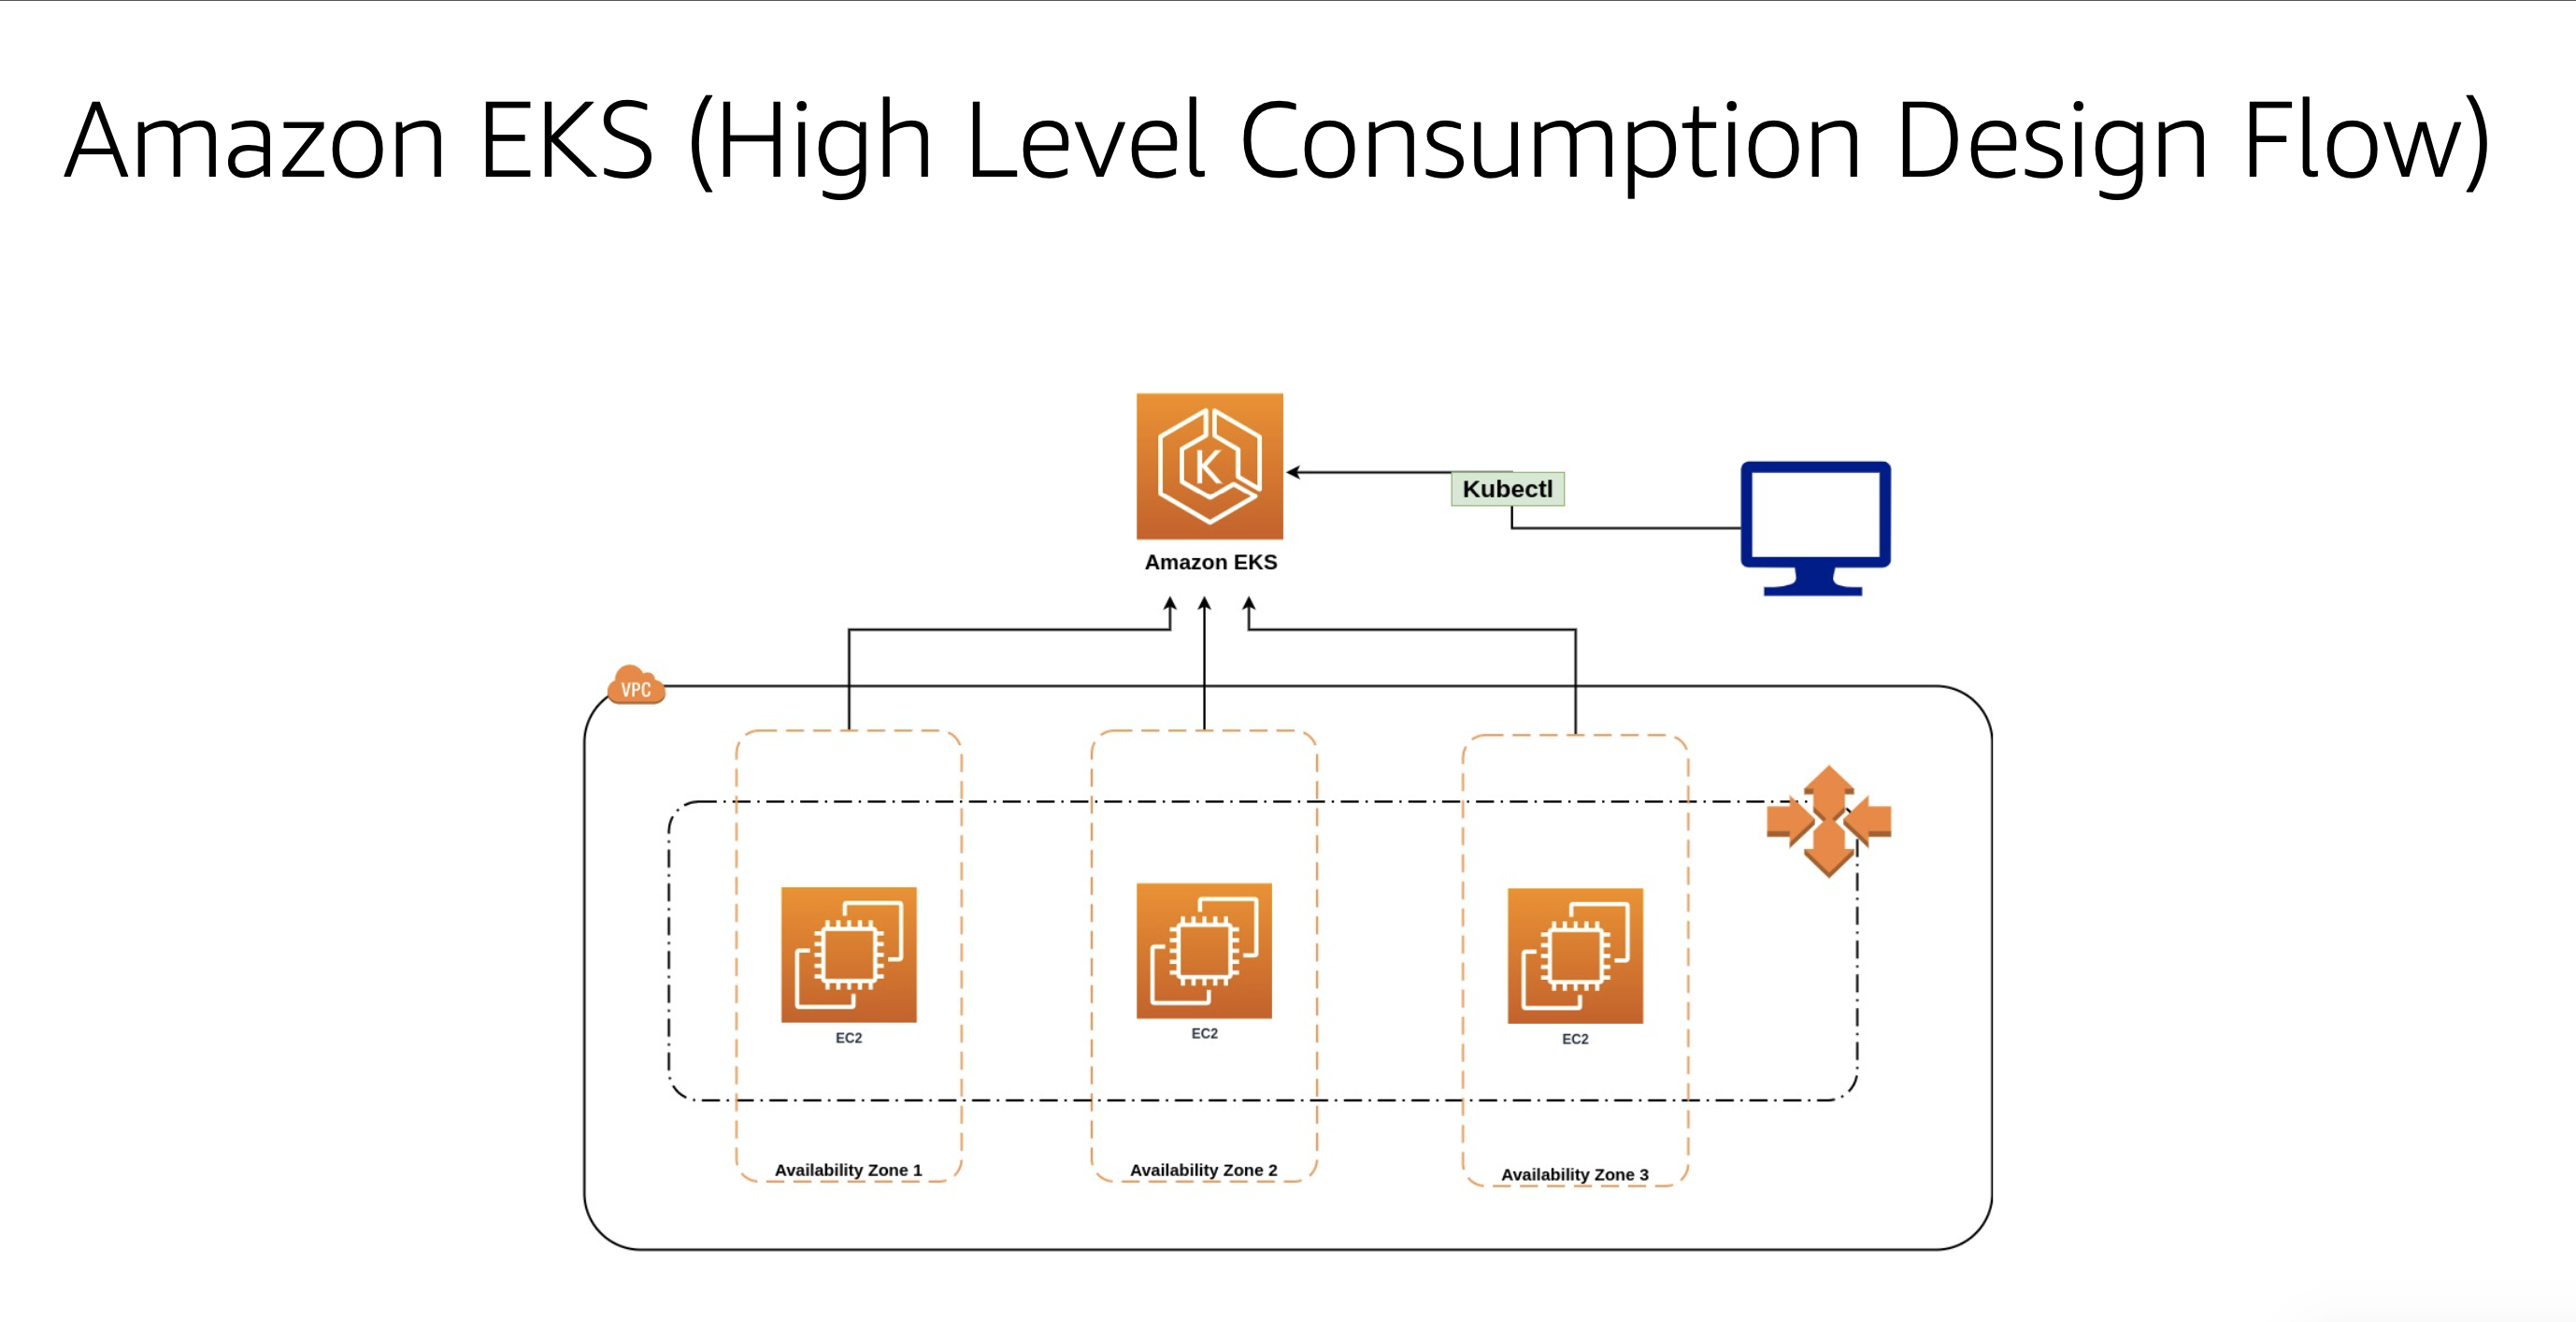 Amazon EKS (High Level Consumption Design Flow)
K
Kubectl
Amazon EKS
VPC
EC2
EC2
EC2
Availability Zone 1
Availability Zone 2
Availability Zone 3